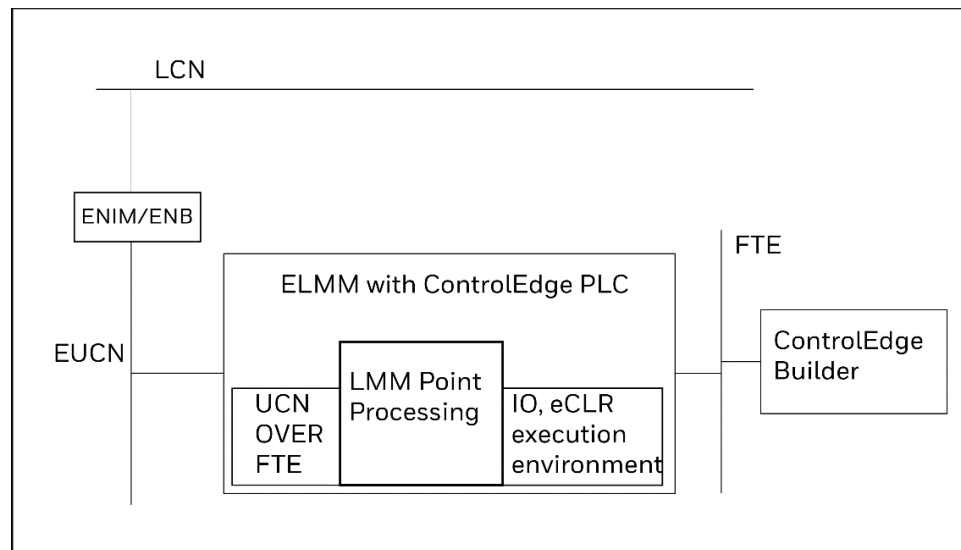 LCN
ENIM/ENB
FTE
ELMM with ControlEdge PLC
ControlEdge
Builder
EUCN
LMM Point
Processing
UCN
OVER
FTE
IO, eCLR
execution
environment